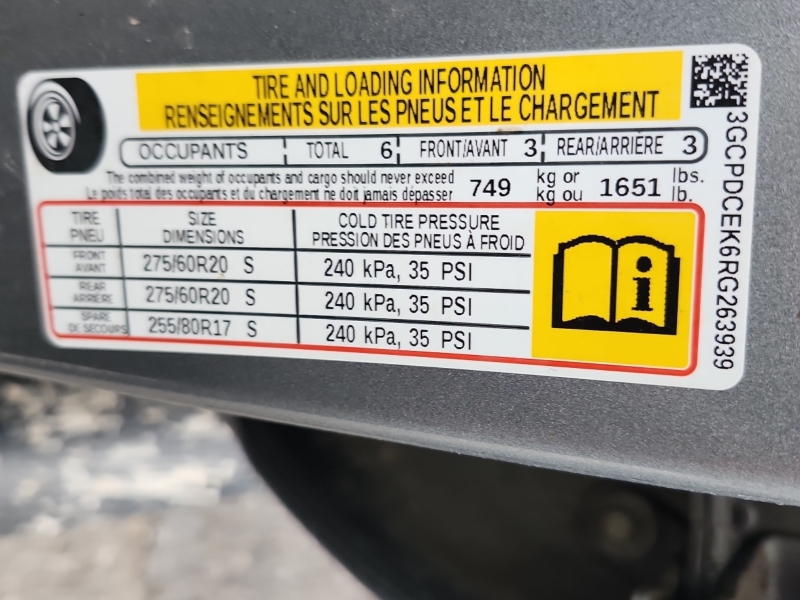 TIRE AND LOADING INFORMATION
RENSEIGNEMENTS SUR LES PNEUS ET LE CHARGEMENT
OCCUPANTS TOTAL 6 FRONT/AVANT 3 REAR/ARRIÈRE 3
The combined weight of occupants and cargo should never exceed 749 kg or 1651 lbs.
Le poids total des occupants et du chargement ne doit jamais dépasser kg ou lb.
TIRE SIZE COLD TIRE PRESSURE
PNEU DIMENSIONS PRESSION DES PNEUS À FROID
FRONT
AVANT 275/60R20 S 240 kPa, 35 PSI
REAR
ARRIÈRE 275/60R20 S 240 kPa, 35 PSI
SPARE
DE SECOURS 255/80R17 S 240 kPa, 35 PSI
i
3GCPDCEK6RG263939